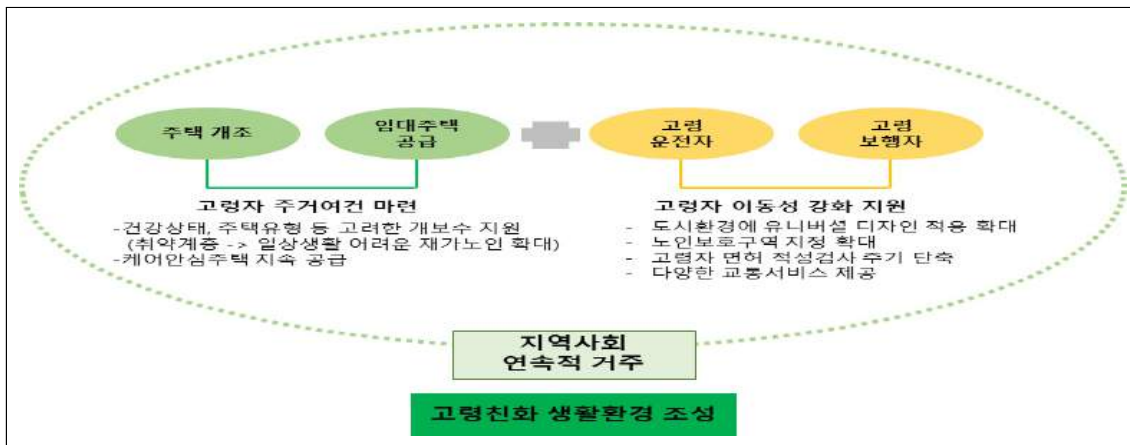 주택 개조
임대주택
공급
고령
운전자
고령
보행자
고령자 주거여건 마련
-건강상태, 주택유형 등 고려한 개보수 지원
(취약계층 -> 일상생활 어려운 재가노인 확대)
-케어안심주택 지속 공급
고령자 이동성 강화 지원
- 도시환경에 유니버설 디자인 적용 확대
- 노인보호구역 지정 확대
- 고령자 면허 적성검사 주기 단축
- 다양한 교통서비스 제공
지역사회
연속적 거주
고령친화 생활환경 조성